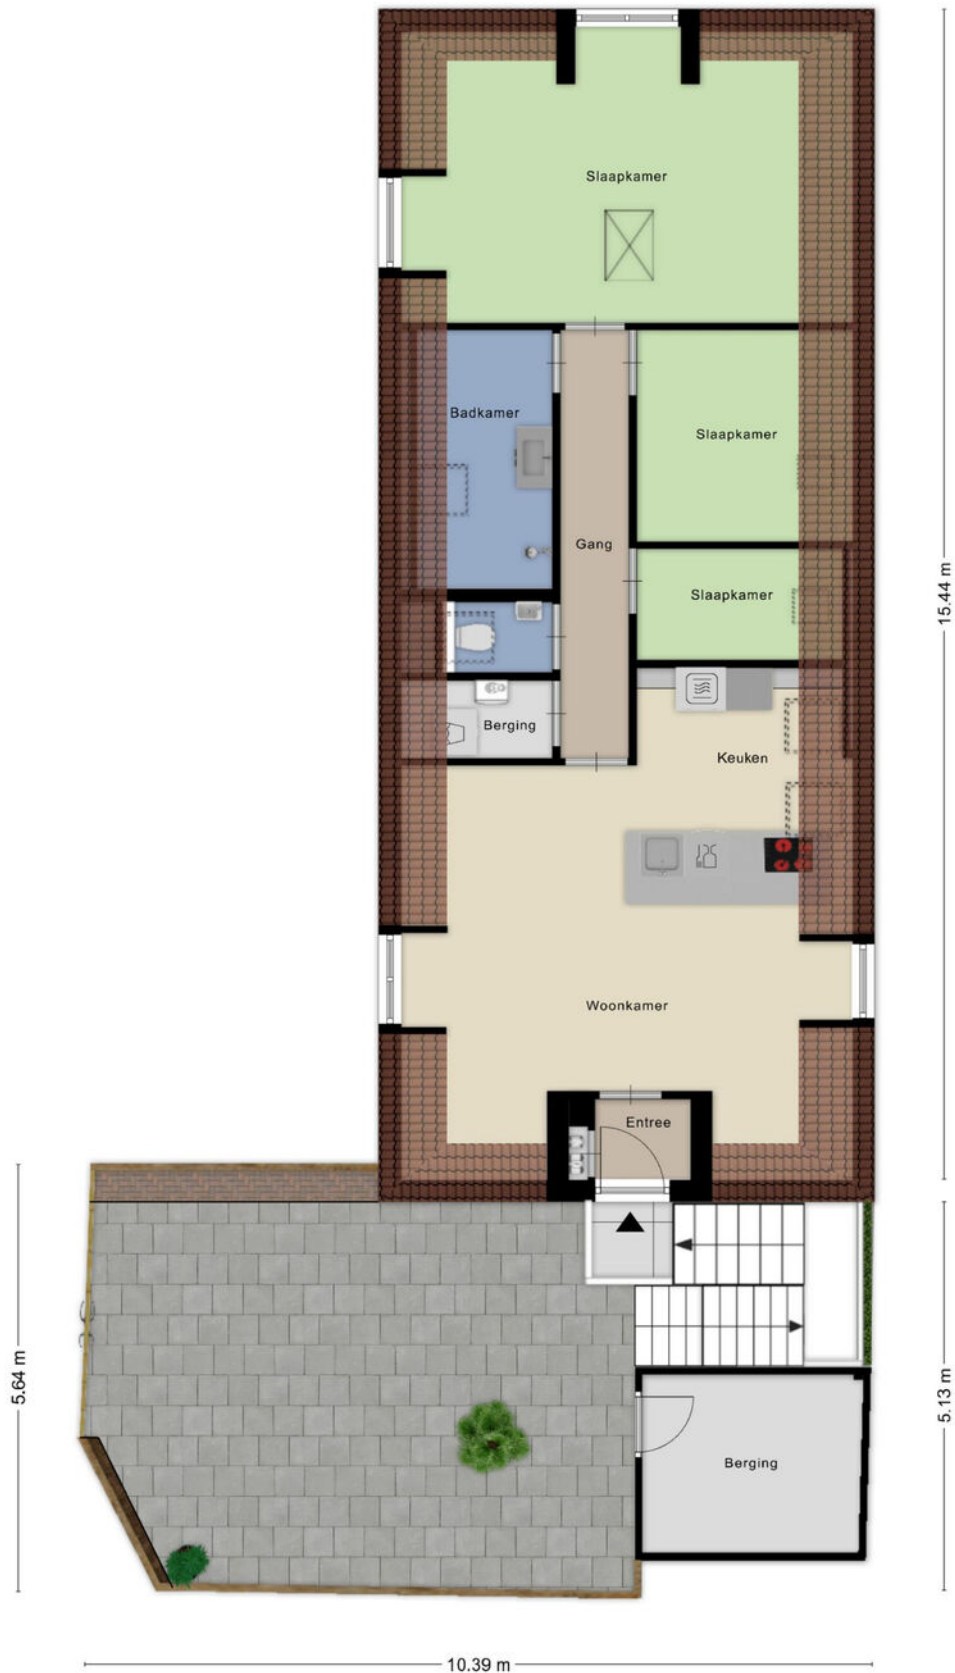 Slaapkamer
Badkamer
Slaapkamer
Gang
15.44 m
Slaapkamer
Berging
Keuken
Woonkamer
Entree
5.64 m
5.13 m
Berging
10.39 m